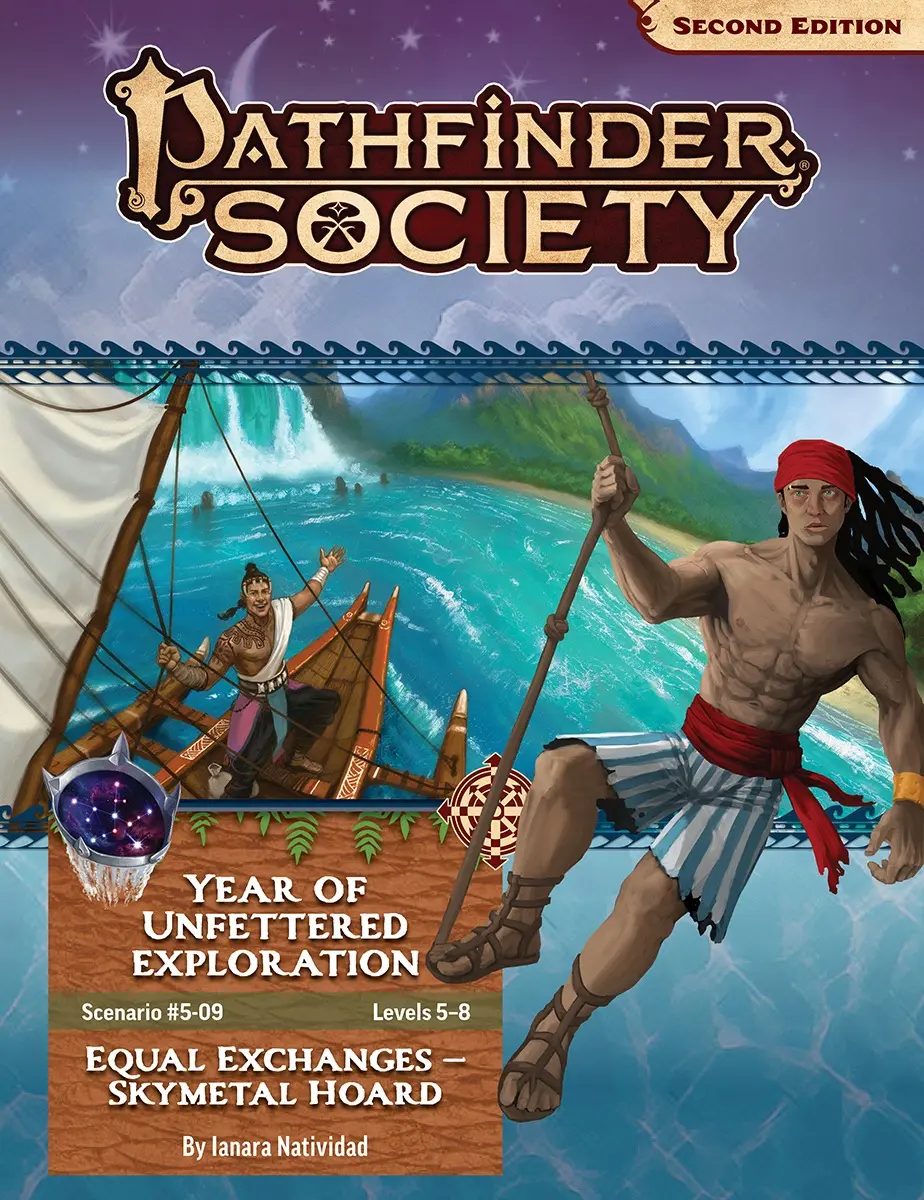 SECOND EDITION
PATHFINDER®
SOCIETY
YEAR OF
UNFETTERED
EXPLORATION
Scenario #5-09 Levels 5–8
EQUAL EXCHANGES –
SKYMETAL HOARD
By Ianara Natividad